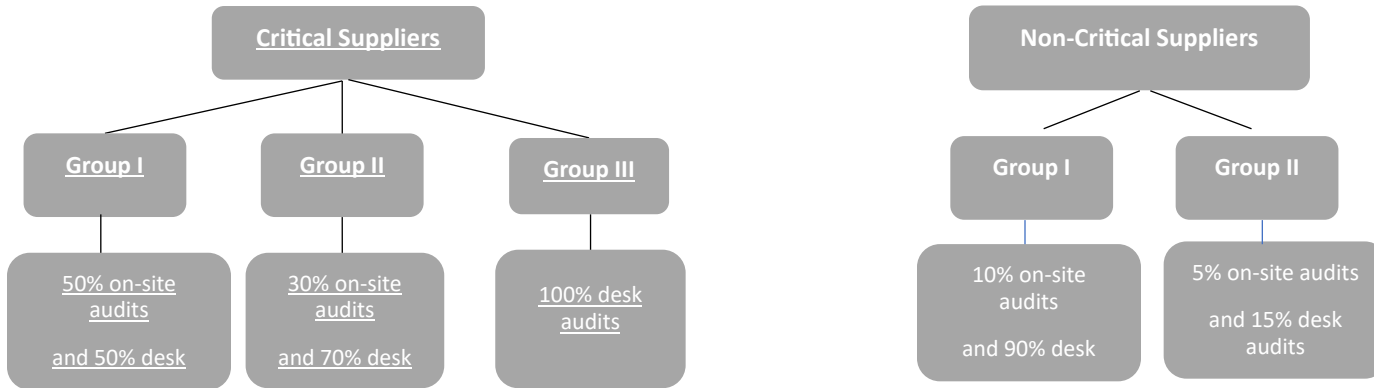 Critical Suppliers
Non-Critical Suppliers
Group I
Group II
Group III
Group I
Group II
50% on-site
audits
and 50% desk
30% on-site
audits
and 70% desk
100% desk
audits
10% on-site
audits
and 90% desk
5% on-site audits
and 15% desk
audits